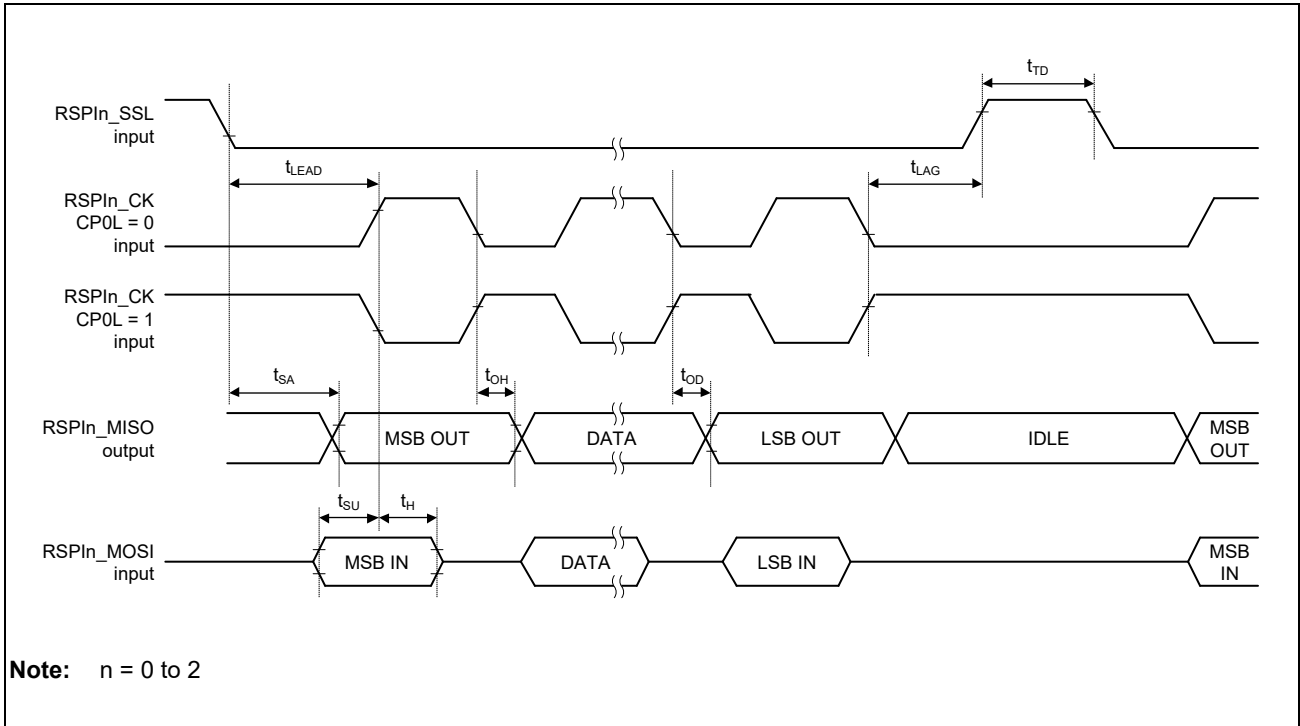 tTD
RSPIn_SSL
input
tLEAD
tLAG
RSPIn_CK
CP0L = 0
input
RSPIn_CK
CP0L = 1
input
tSA
tOH
tOD
RSPIn_MISO
output
MSB OUT
DATA
LSB OUT
IDLE
MSB
OUT
tSU
tH
RSPIn_MOSI
input
MSB IN
DATA
LSB IN
MSB
IN
Note: n = 0 to 2